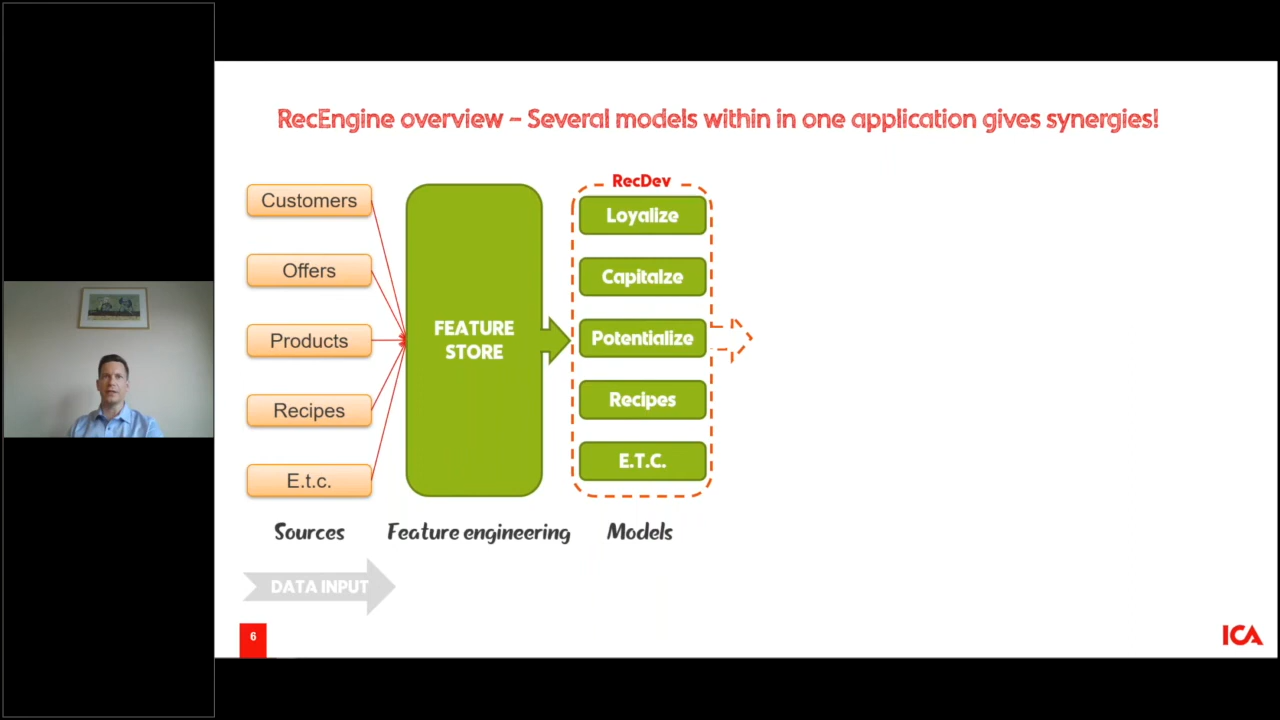 RecEngine overview – Several models within in one application gives synergies!
RecDev
Customers
Offers
Products
Recipes
E.t.c.
FEATURE
STORE
Loyalize
Capitalze
Potentialize
Recipes
E.T.C.
Sources
Feature engineering
Models
DATA INPUT
6
ICA